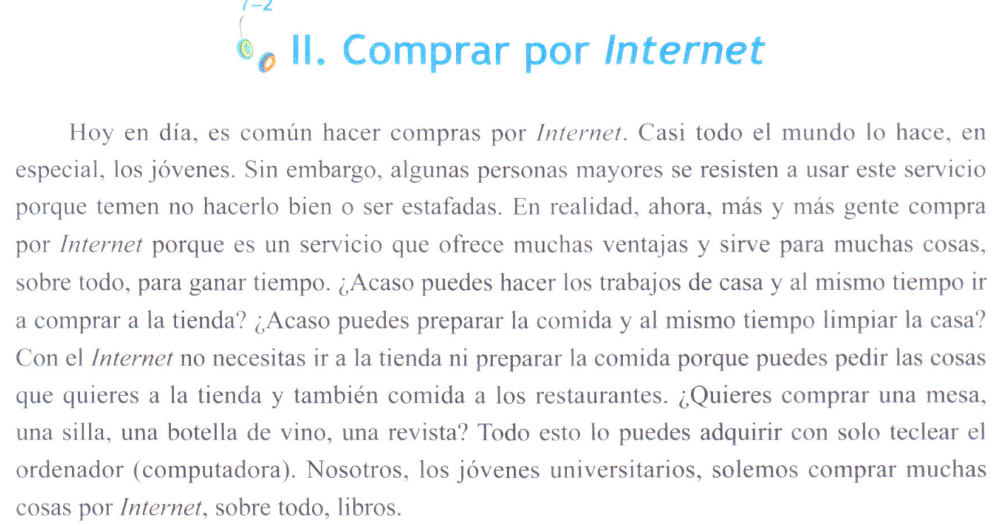 7–2
II. Comprar por Internet
Hoy en día, es común hacer compras por Internet. Casi todo el mundo lo hace, en
especial, los jóvenes. Sin embargo, algunas personas mayores se resisten a usar este servicio
porque temen no hacerlo bien o ser estafadas. En realidad, ahora, más y más gente compra
por Internet porque es un servicio que ofrece muchas ventajas y sirve para muchas cosas,
sobre todo, para ganar tiempo. ¿Acaso puedes hacer los trabajos de casa y al mismo tiempo ir
a comprar a la tienda? ¿Acaso puedes preparar la comida y al mismo tiempo limpiar la casa?
Con el Internet no necesitas ir a la tienda ni preparar la comida porque puedes pedir las cosas
que quieres a la tienda y también comida a los restaurantes. ¿Quieres comprar una mesa,
una silla, una botella de vino, una revista? Todo esto lo puedes adquirir con solo teclear el
ordenador (computadora). Nosotros, los jóvenes universitarios, solemos comprar muchas
cosas por Internet, sobre todo, libros.